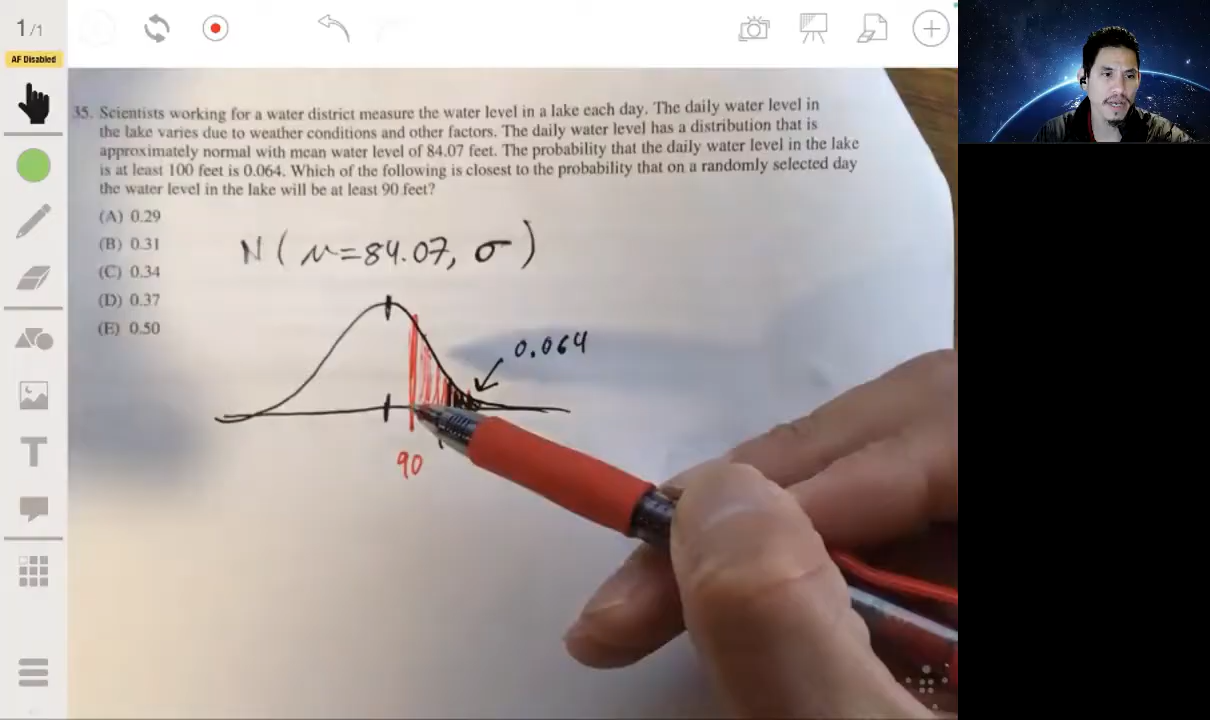 1/1
AF Disabled
35. Scientists working for a water district measure the water level in a lake each day. The daily water level in
the lake varies due to weather conditions and other factors. The daily water level has a distribution that is
approximately normal with mean water level of 84.07 feet. The probability that the daily water level in the lake
is at least 100 feet is 0.064. Which of the following is closest to the probability that on a randomly selected day
the water level in the lake will be at least 90 feet?
(A) 0.29
(B) 0.31
(C) 0.34
(D) 0.37
(E) 0.50
N ( μ=84.07, σ )
0.064
90
T